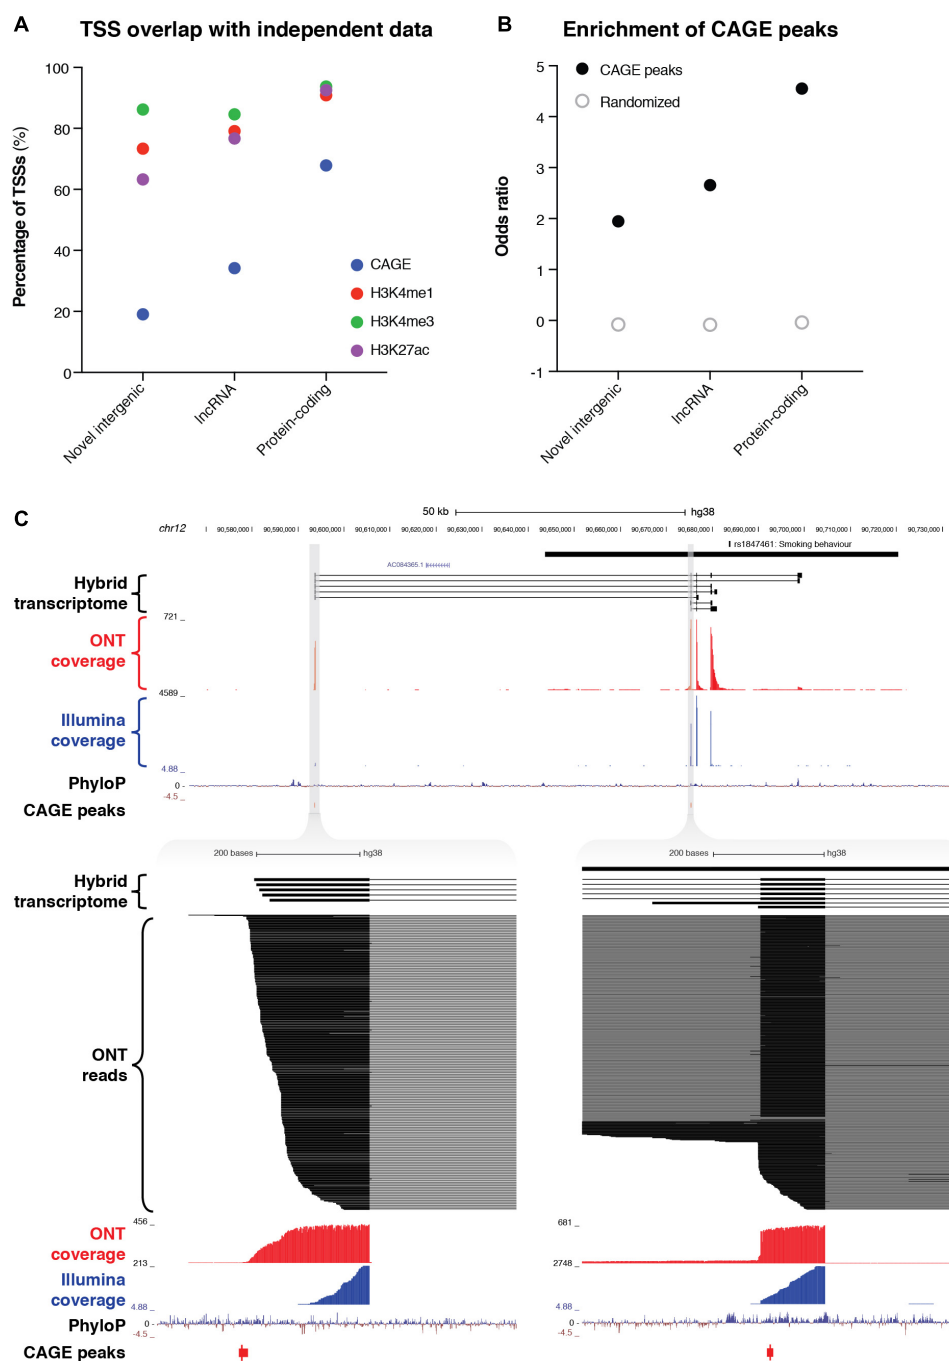 A TSS overlap with independent data
Percentage of TSSs (%)
100
80
60
40
20
0
CAGE
H3K4me1
H3K4me3
H3K27ac
Novel intergenic
lncRNA
Protein-coding
B Enrichment of CAGE peaks
Odds ratio
5
4
3
2
1
0
-1
CAGE peaks
Randomized
Novel intergenic
lncRNA
Protein-coding
C
50 kb hg38
chr12 90,580,000 90,590,000 90,600,000 90,610,000 90,620,000 90,630,000 90,640,000 90,650,000 90,660,000 90,670,000 90,680,000 90,690,000 90,700,000 90,710,000 90,720,000 90,730,000
rs1847461: Smoking behaviour
AC084365.1
Hybrid
transcriptome
721
ONT
coverage
4589
Illumina
coverage
4.88
PhyloP 0
-4.5
CAGE peaks
200 bases hg38
200 bases hg38
Hybrid
transcriptome
ONT
reads
456
681
ONT
coverage
213
2748
Illumina
coverage
4.88
4.88
PhyloP 0
0
-4.5
-4.5
CAGE peaks